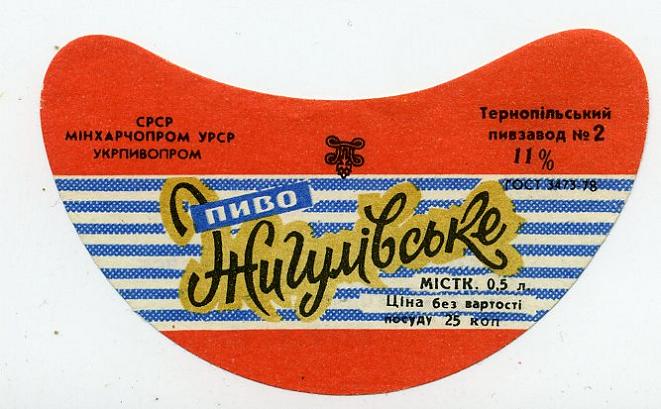 СРСР
МІНХАРЧОПРОМ УРСР
УКРПИВОПРОМ
Тернопільський
пивзавод № 2
11%
ГОСТ 3473-78
ПИВО
Жигулівське
МІСТК. 0,5 л.
Ціна без вартості
посуду 25 коп